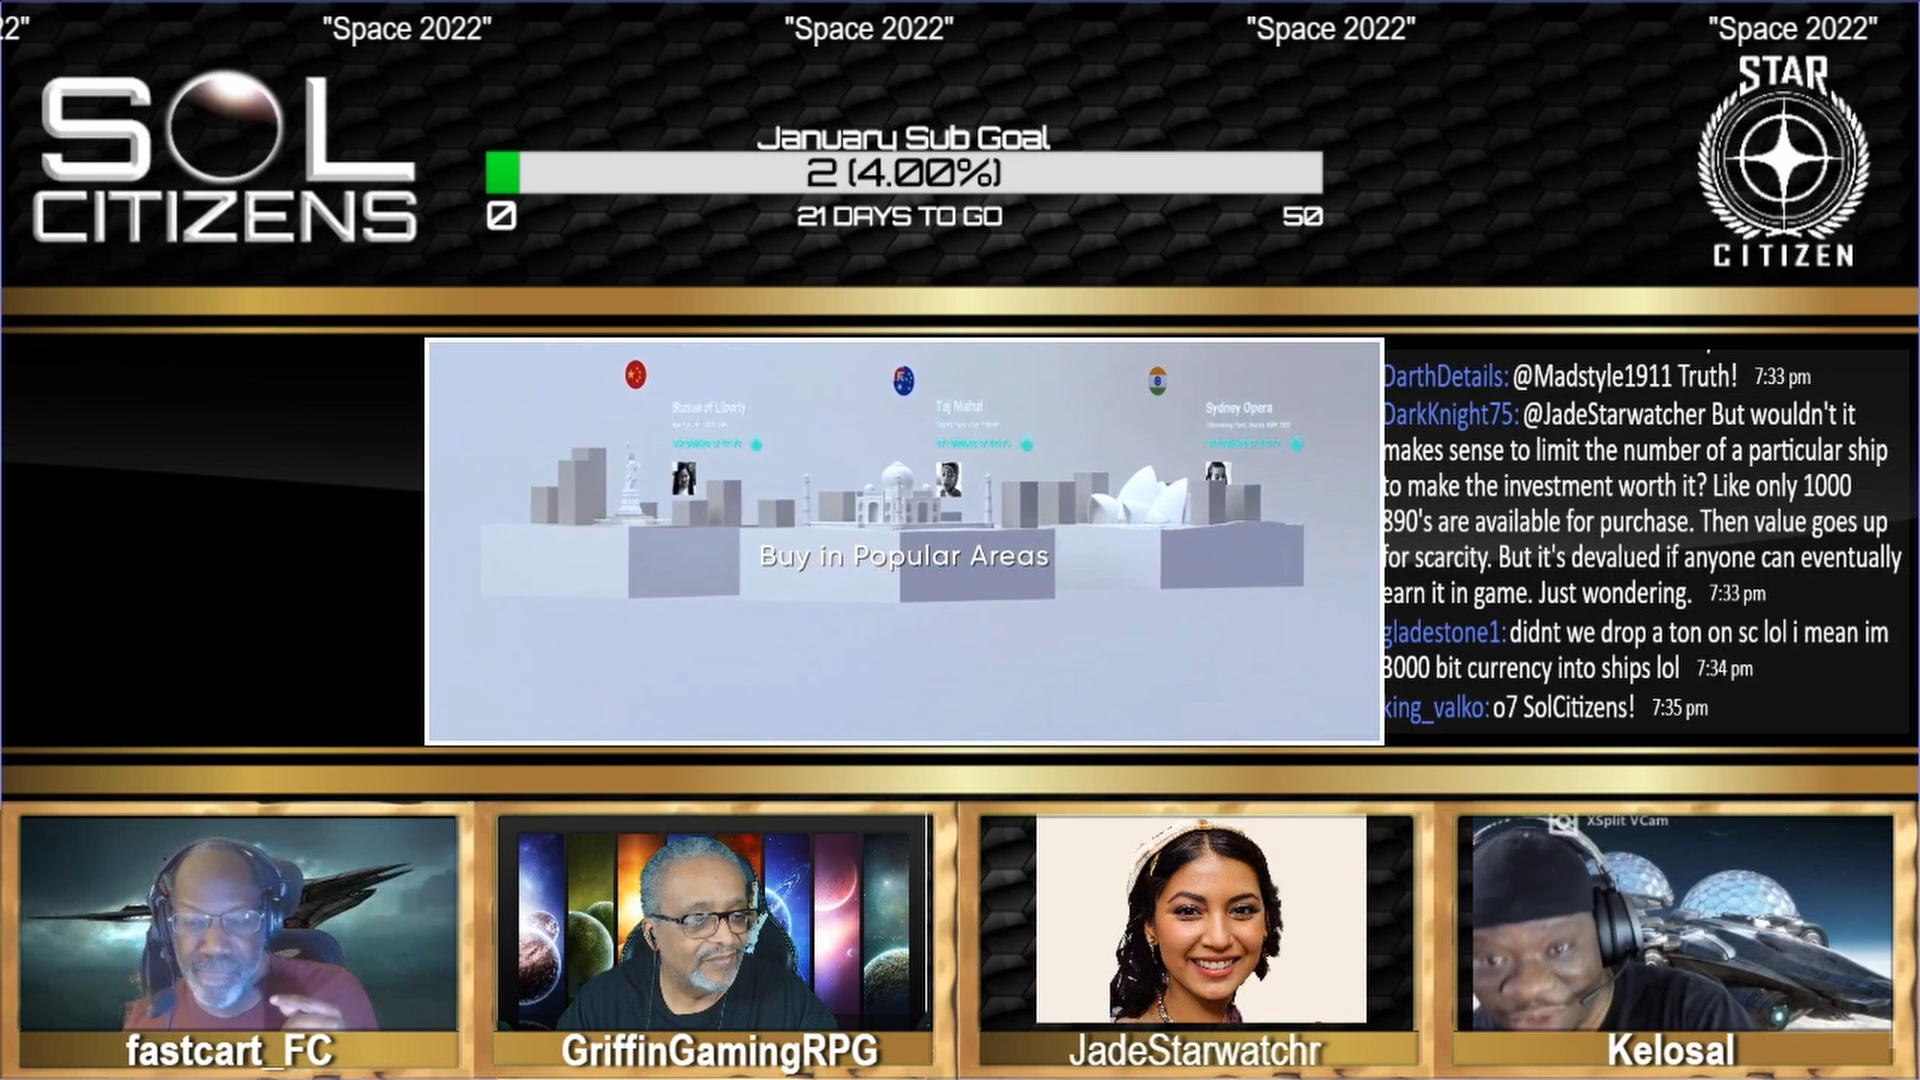 22" "Space 2022" "Space 2022" "Space 2022" "Space 2022"
SOL
CITIZENS
January Sub Goal
2 (4.00%)
0 21 DAYS TO GO 50
STAR
CITIZEN
Statue of Liberty
Taj Mahal
Sydney Opera
Buy in Popular Areas
DarthDetails: @Madstyle1911 Truth! 7:33 pm
DarkKnight75: @JadeStarwatcher But wouldn't it
makes sense to limit the number of a particular ship
to make the investment worth it? Like only 1000
890's are available for purchase. Then value goes up
for scarcity. But it's devalued if anyone can eventually
earn it in game. Just wondering. 7:33 pm
gladestone1: didnt we drop a ton on sc lol i mean im
3000 bit currency into ships lol 7:34 pm
king_valko: o7 SolCitizens! 7:35 pm
XSplit VCam
fastcart_FC
GriffinGamingRPG
JadeStarwatchr
Kelosal